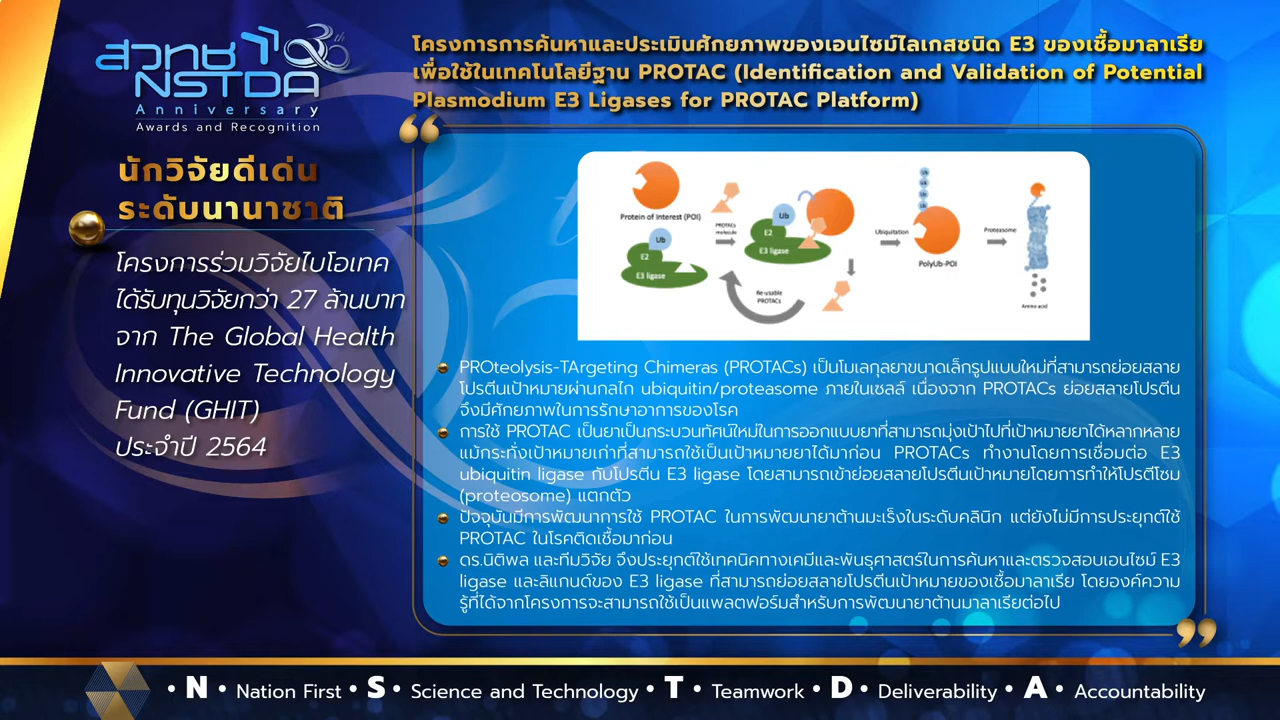 สวทช
NSTDA
30th
Anniversary
Awards and Recognition
นักวิจัยดีเด่น
ระดับนานาชาติ
โครงการร่วมวิจัยไบโอเทค
ได้รับทุนวิจัยกว่า 27 ล้านบาท
จาก The Global Health
Innovative Technology
Fund (GHIT)
ประจำปี 2564
โครงการการค้นหาและประเมินศักยภาพของเอนไซม์ไลเกสชนิด E3 ของเชื้อมาลาเรีย
เพื่อใช้ในเทคโนโลยีฐาน PROTAC (Identification and Validation of Potential
Plasmodium E3 Ligases for PROTAC Platform)
Protein of Interest (POI)
Ub
E2
E3 ligase
PROTACs
molecule
Ub
E2
E3 ligase
Re-usable
PROTACs
Ubiquitation
Ub
Ub
Ub
Ub
PolyUb-POI
Proteasome
Amino acid
PROteolysis-TArgeting Chimeras (PROTACs) เป็นโมเลกุลยาขนาดเล็กรูปแบบใหม่ที่สามารถย่อยสลาย
โปรตีนเป้าหมายผ่านกลไก ubiquitin/proteasome ภายในเซลล์ เนื่องจาก PROTACs ย่อยสลายโปรตีน
จึงมีศักยภาพในการรักษาอาการของโรค
การใช้ PROTAC เป็นยาเป็นกระบวนทัศน์ใหม่ในการออกแบบยาที่สามารถมุ่งเป้าไปที่เป้าหมายยาได้หลากหลาย
แม้กระทั่งเป้าหมายเก่าที่สามารถใช้เป็นเป้าหมายยาได้มาก่อน PROTACs ทำงานโดยการเชื่อมต่อ E3
ubiquitin ligase กับโปรตีน E3 ligase โดยสามารถเข้าย่อยสลายโปรตีนเป้าหมายโดยการทำให้โปรตีโซม
(proteosome) แตกตัว
ปัจจุบันมีการพัฒนาการใช้ PROTAC ในการพัฒนายาต้านมะเร็งในระดับคลินิก แต่ยังไม่มีการประยุกต์ใช้
PROTAC ในโรคติดเชื้อมาก่อน
ดร.นิติพล และทีมวิจัย จึงประยุกต์ใช้เทคนิคทางเคมีและพันธุศาสตร์ในการค้นหาและตรวจสอบเอนไซม์ E3
ligase และลิแกนด์ของ E3 ligase ที่สามารถย่อยสลายโปรตีนเป้าหมายของเชื้อมาลาเรีย โดยองค์ความ
รู้ที่ได้จากโครงการจะสามารถใช้เป็นแพลตฟอร์มสำหรับการพัฒนายาต้านมาลาเรียต่อไป
• N • Nation First • S • Science and Technology • T • Teamwork • D • Deliverability • A • Accountability